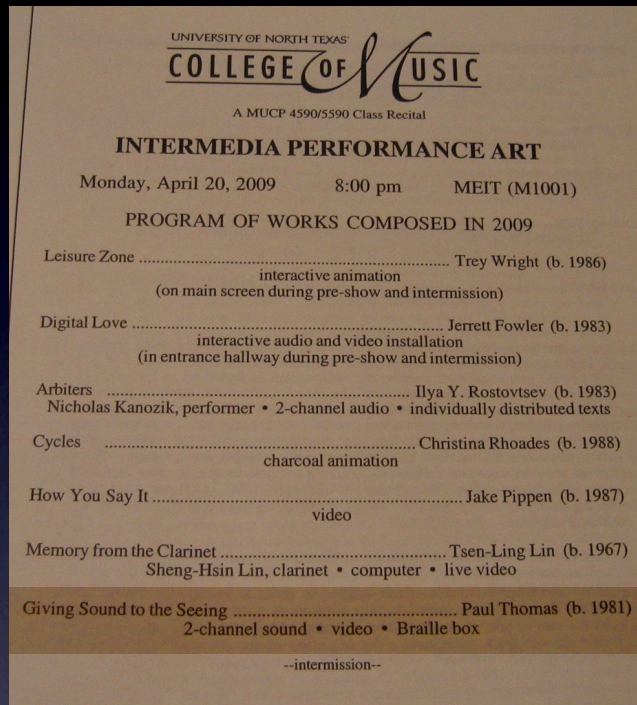 UNIVERSITY OF NORTH TEXAS
COLLEGE OF MUSIC
A MUCP 4590/5590 Class Recital
INTERMEDIA PERFORMANCE ART
Monday, April 20, 2009 8:00 pm MEIT (M1001)
PROGRAM OF WORKS COMPOSED IN 2009
Leisure Zone ........................................................ Trey Wright (b. 1986)
interactive animation
(on main screen during pre-show and intermission)
Digital Love ........................................................ Jerrett Fowler (b. 1983)
interactive audio and video installation
(in entrance hallway during pre-show and intermission)
Arbiters ........................................................ Ilya Y. Rostovtsev (b. 1983)
Nicholas Kanozik, performer • 2-channel audio • individually distributed texts
Cycles ........................................................ Christina Rhoades (b. 1988)
charcoal animation
How You Say It ........................................................ Jake Pippen (b. 1987)
video
Memory from the Clarinet ........................................ Tsen-Ling Lin (b. 1967)
Sheng-Hsin Lin, clarinet • computer • live video
Giving Sound to the Seeing ........................................ Paul Thomas (b. 1981)
2-channel sound • video • Braille box
--intermission--